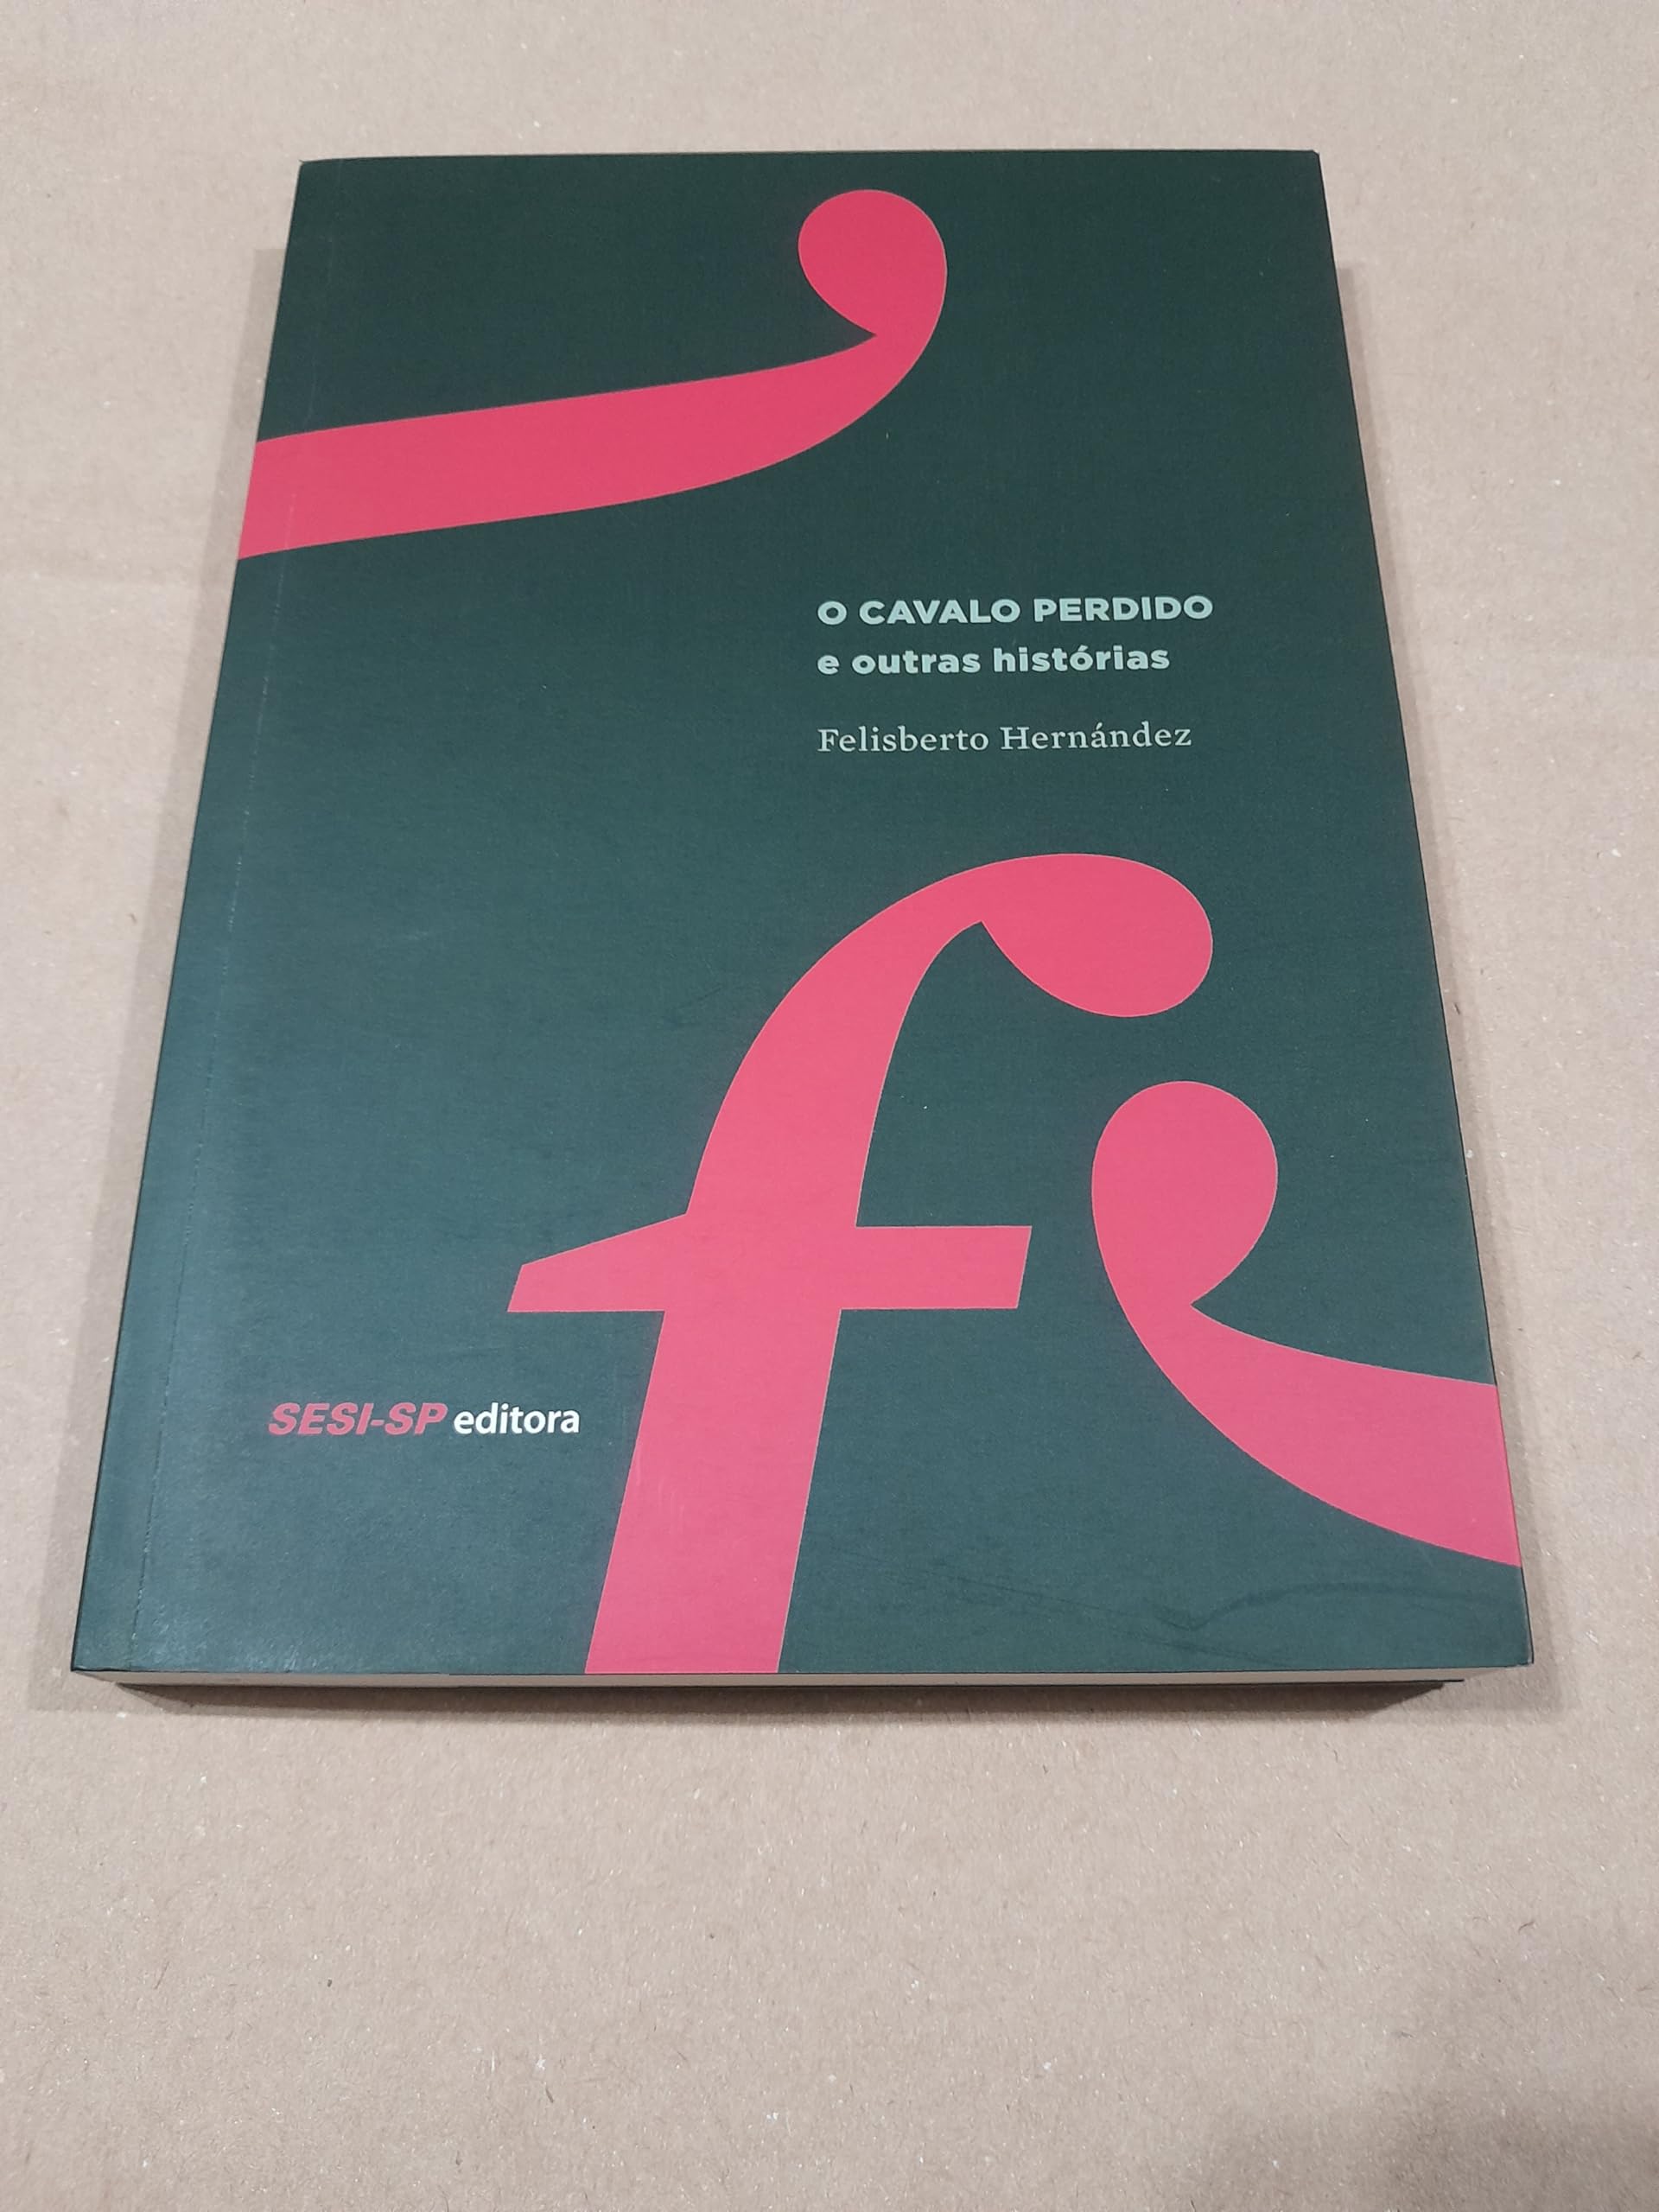 O CAVALO PERDIDO
e outras histórias
Felisberto Hernández
f
SESI-SP editora